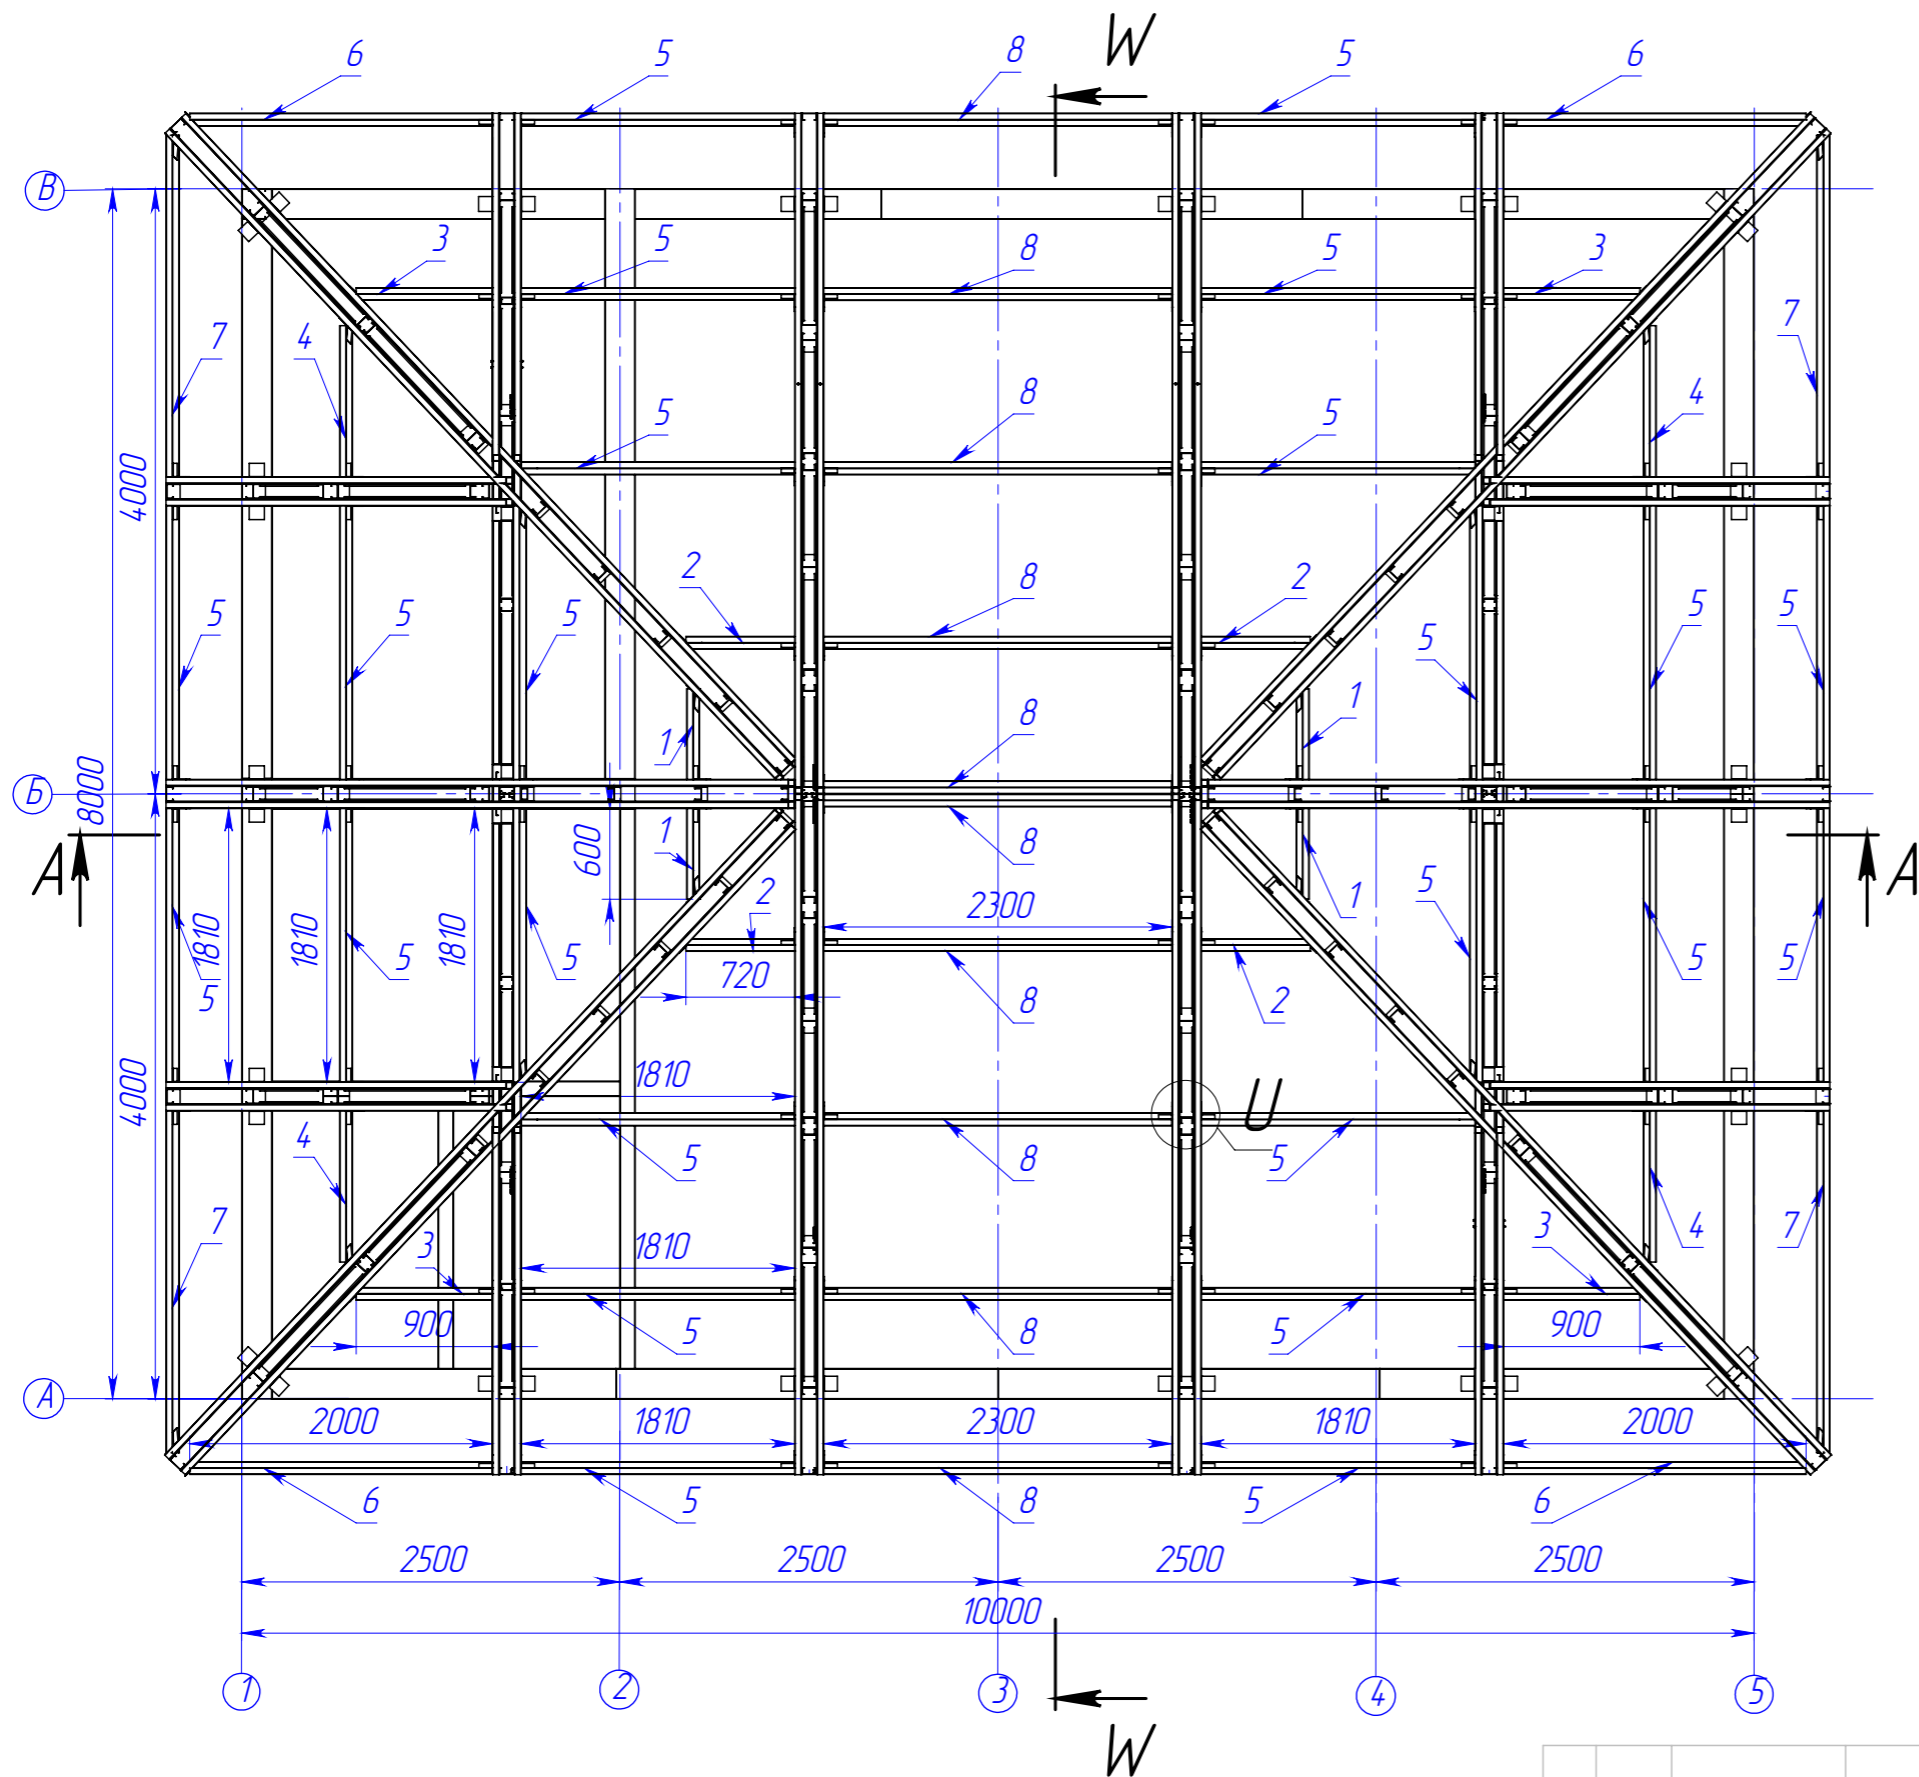 W
6 5 8 5 6
В
3 5 8 5 3
7 4 7
5 8 5 4
4000
2 8 2
5 5 5 5 5 5
1 8 1
Б
8000
1 600 8 1
A A
5 1810 1810 5 1810 5 2 2300 5 5 5
720 8 2
4000
1810 U
4 5 8 5
7 3 1810 3 4 7
900 5 8 5 900
А
2000 1810 2300 1810 2000
6 5 8 5 6
2500 2500 2500 2500
10000
1 2 3 4 5
W